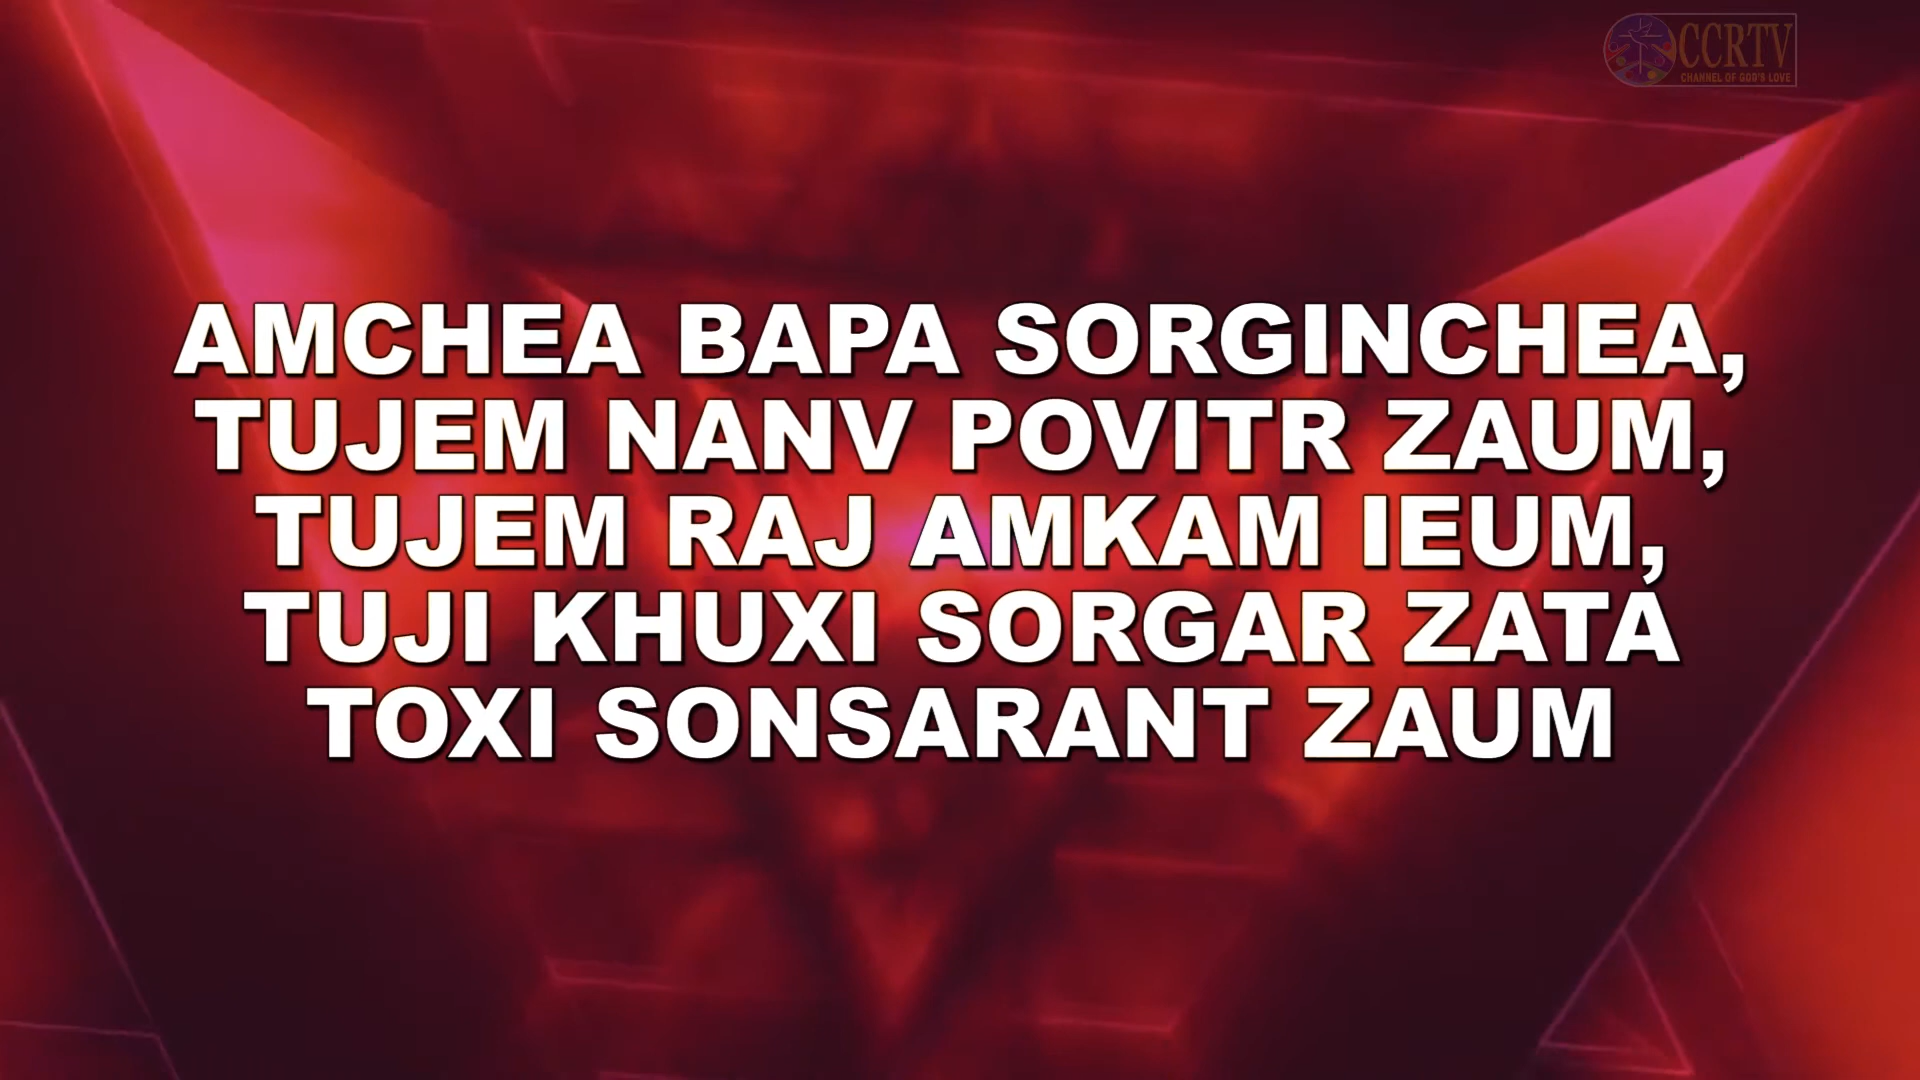 CCRTV
CHANNEL OF GOD'S LOVE
AMCHEA BAPA SORGINCHEA,
TUJEM NANV POVITR ZAUM,
TUJEM RAJ AMKAM IEUM,
TUJI KHUXI SORGAR ZATA
TOXI SONSARANT ZAUM